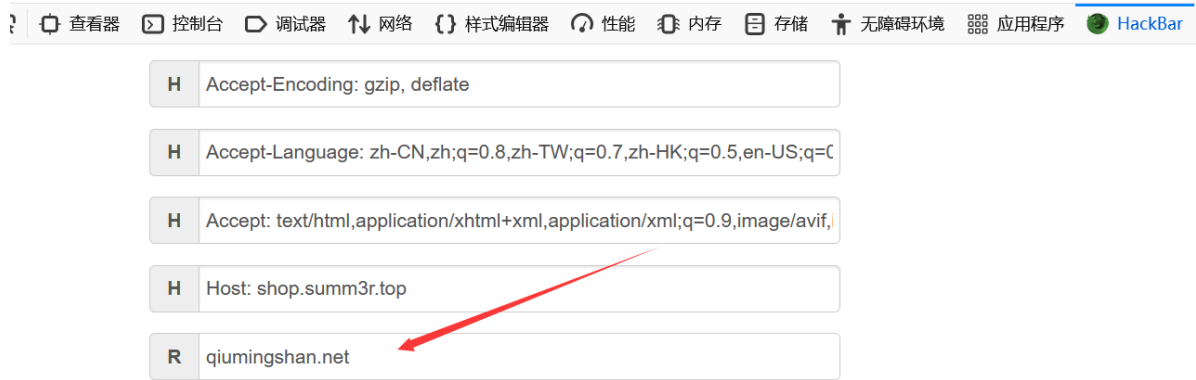 查看器 控制台 调试器 网络 样式编辑器 性能 内存 存储 无障碍环境 应用程序 HackBar
H Accept-Encoding: gzip, deflate
H Accept-Language: zh-CN,zh;q=0.8,zh-TW;q=0.7,zh-HK;q=0.5,en-US;q=0
H Accept: text/html,application/xhtml+xml,application/xml;q=0.9,image/avif,i
H Host: shop.summ3r.top
R qiumingshan.net